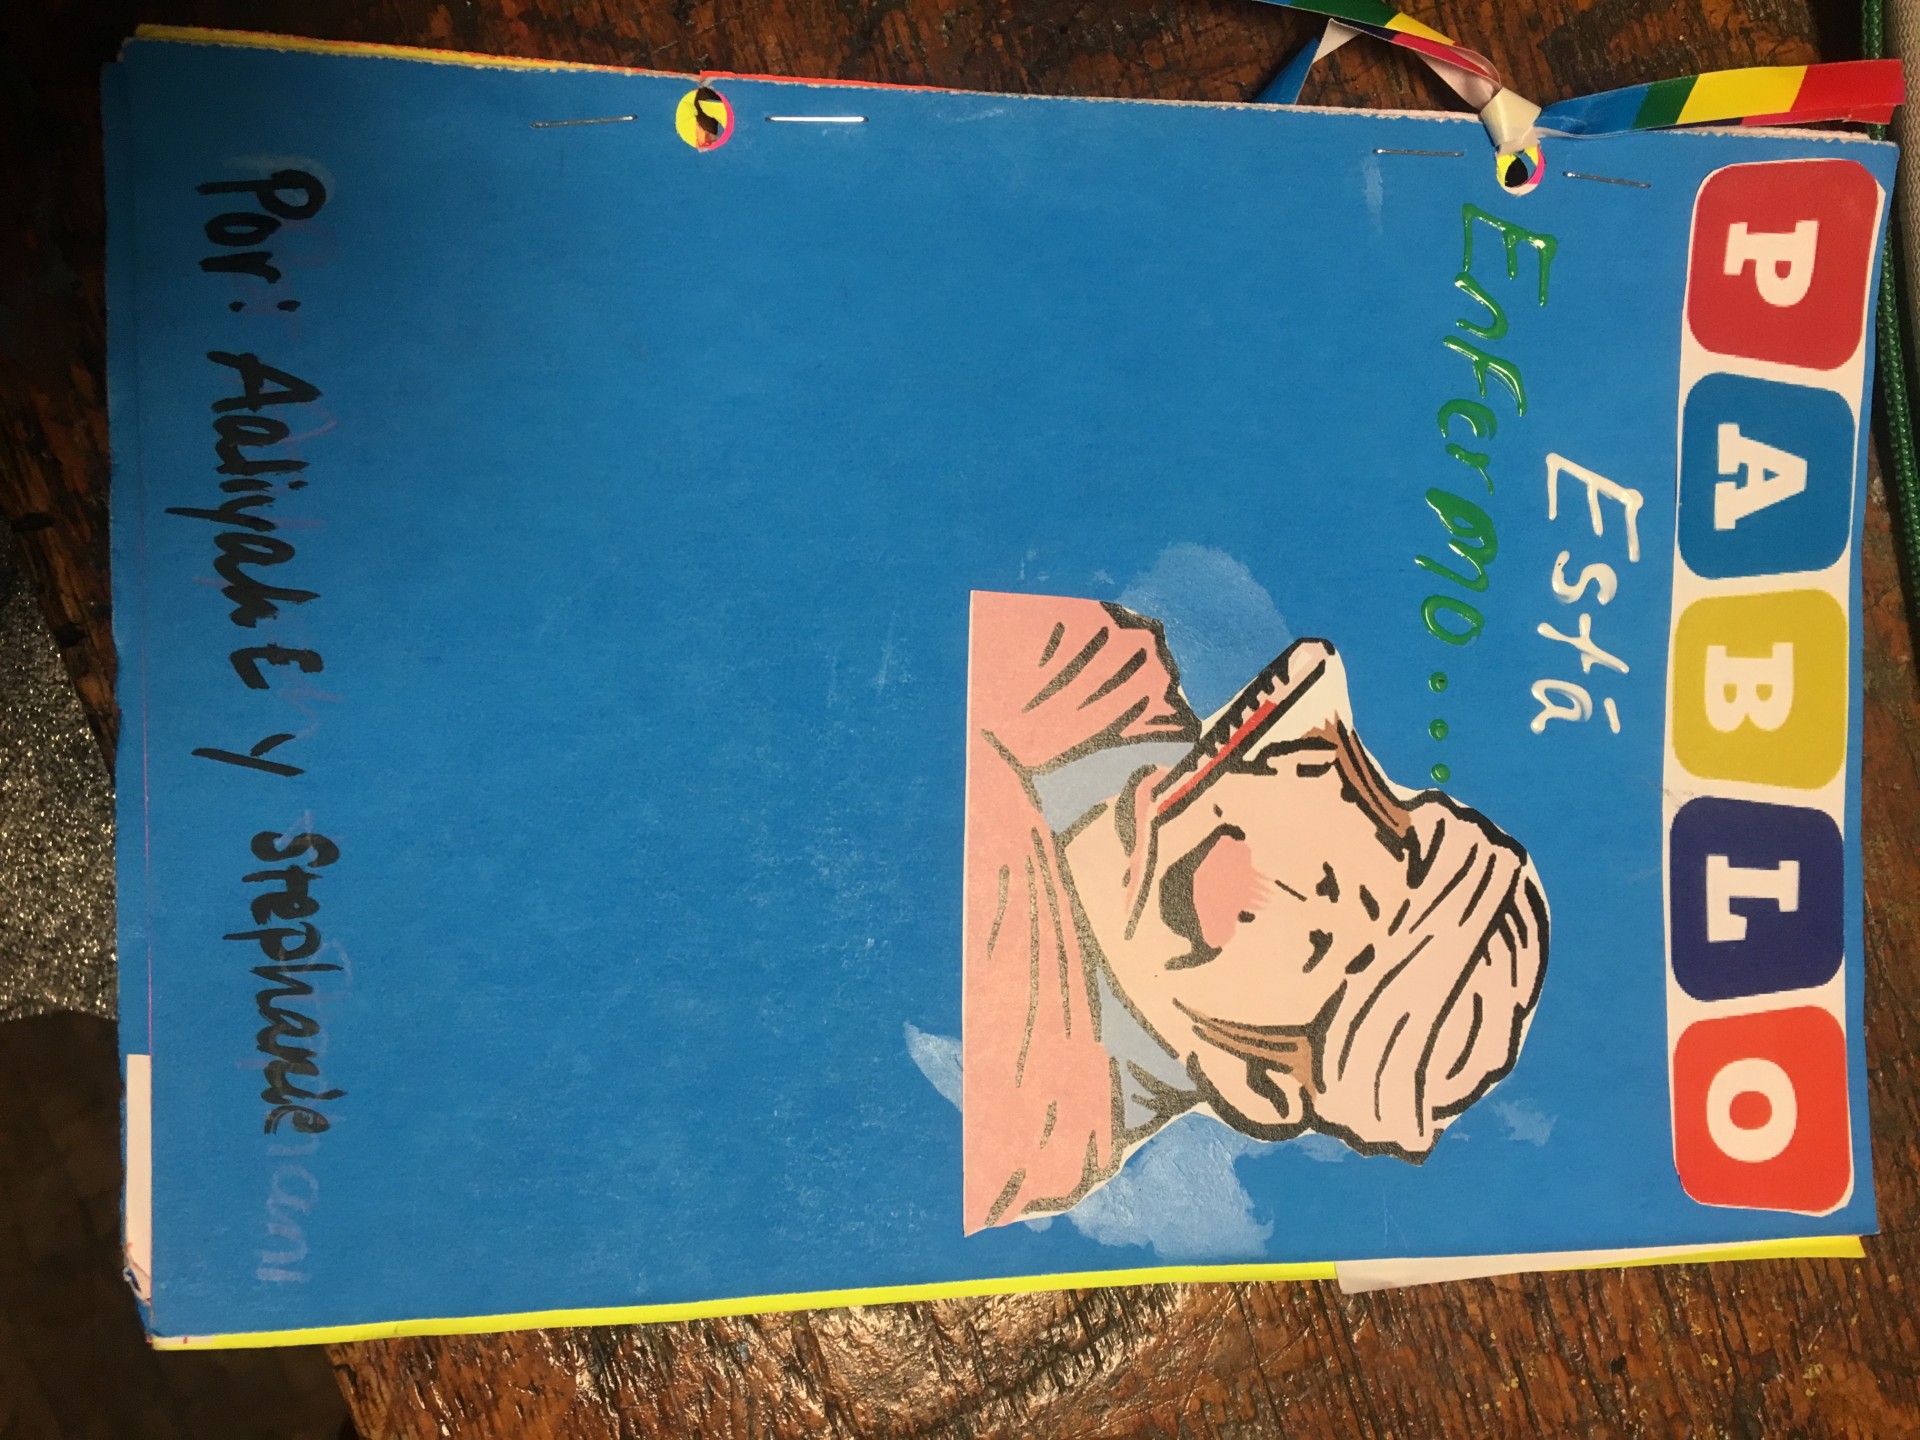 PABLO
Está
Enfermo....
Por: Aaliyah E y Stephanie